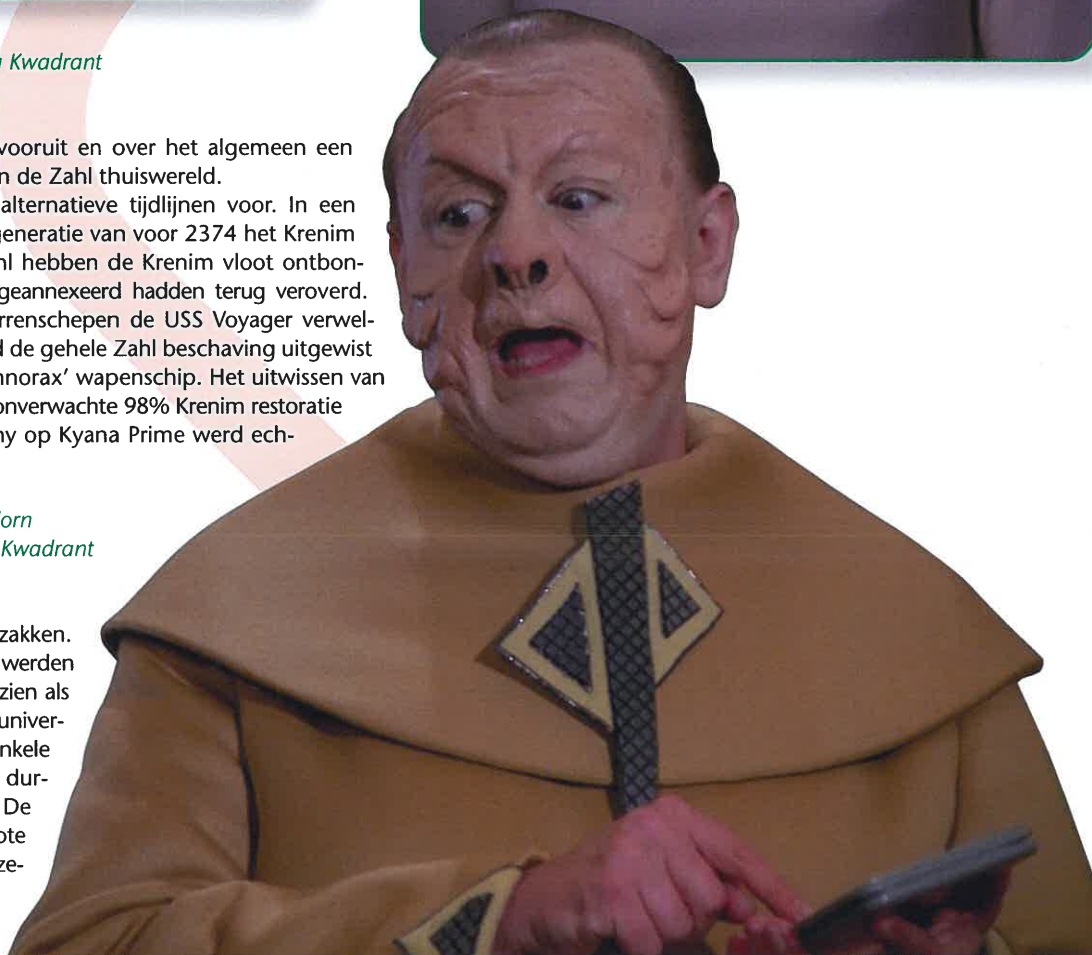 Kwadrant
vooruit en over het algemeen een
n de Zahl thuiswereld.
alternatieve tijdlijnen voor. In een
generatie van voor 2374 het Krenim
hl hebben de Krenim vloot ontbon-
geannexeerd hadden terug veroverd.
rrenschepen de USS Voyager verwel-
d de gehele Zahl beschaving uitgewist
nnorax’ wapenschip. Het uitwissen van
onverwachte 98% Krenim restoratie
ny op Kyana Prime werd ech-
orn
Kwadrant
zakken.
werden
zien als
univer-
nkele
dur-
De
ote
ze-